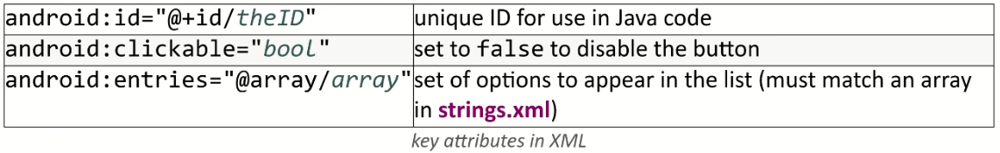 android:id="@+id/theID" unique ID for use in Java code
android:clickable="bool" set to false to disable the button
android:entries="@array/array" set of options to appear in the list (must match an array
in strings.xml)
key attributes in XML